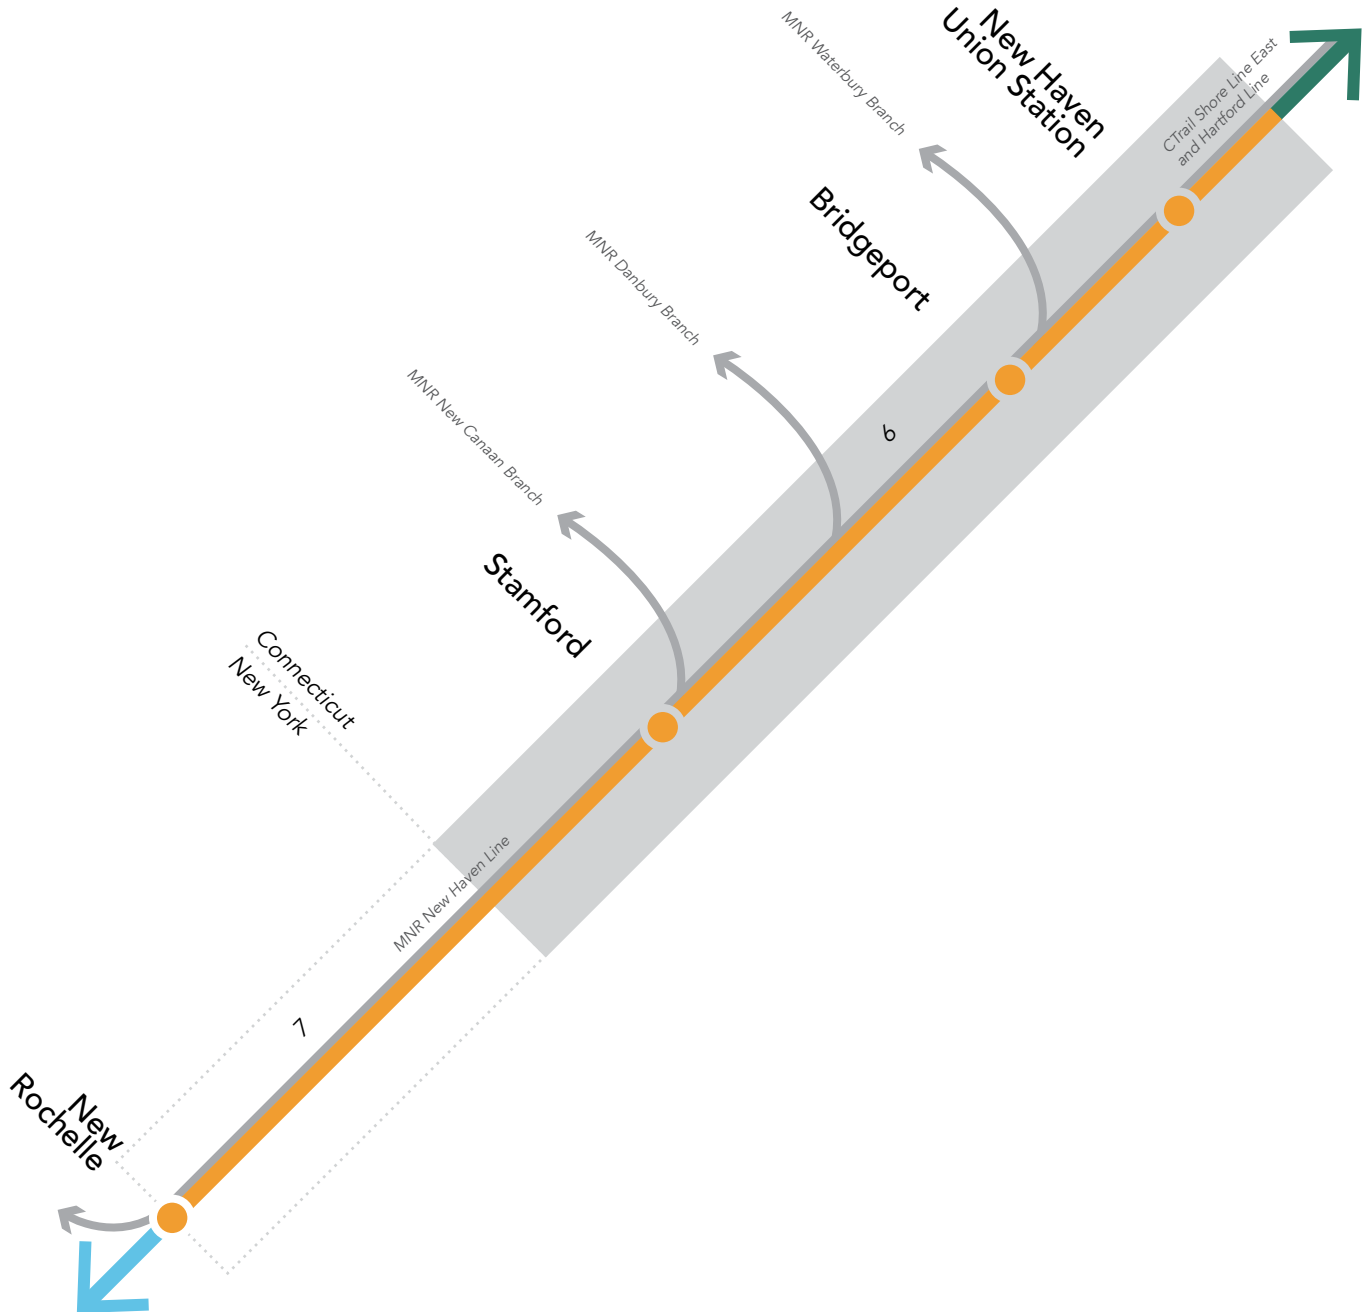 New Haven
Union Station
MNR Waterbury Branch
CTrail Shore Line East
and Hartford Line
Bridgeport
MNR Danbury Branch
MNR New Canaan Branch
6
Stamford
Connecticut
New York
MNR New Haven Line
7
New
Rochelle